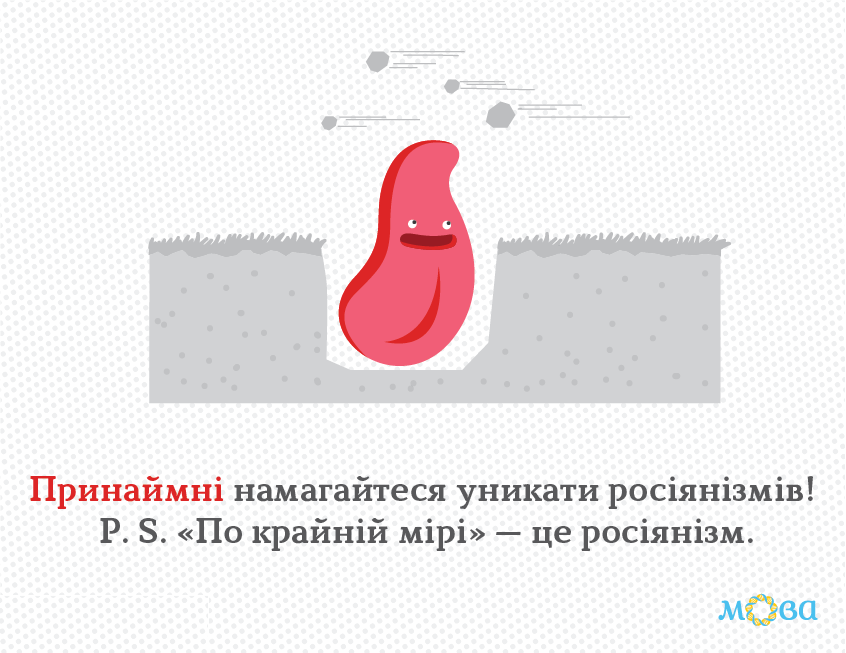 Принаймні намагайтеся уникати росіянізмів!
P. S. «По крайній мірі» — це росіянізм.
мова